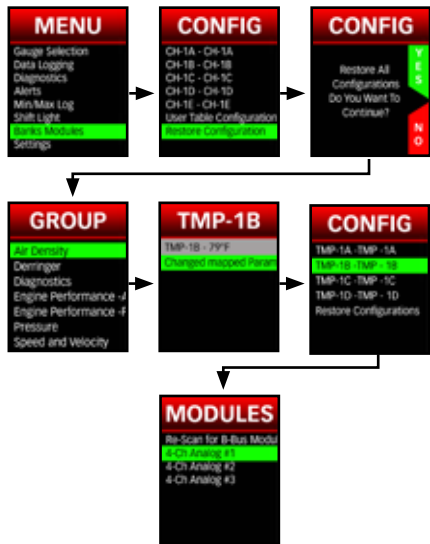 MENU
Gauge Selection
Data Logging
Diagnostics
Alerts
Min/Max Log
Shift Light
Banks Modules
Settings
CONFIG
CH-1A - CH-1A
CH-1B - CH-1B
CH-1C - CH-1C
CH-1D - CH-1D
CH-1E - CH-1E
User Table Configuration
Restore Configuration
CONFIG
Restore All
Configurations
Do You Want To
Continue?
YES
NO
GROUP
Air Density
Derringer
Diagnostics
Engine Performance -A
Engine Performance -F
Pressure
Speed and Velocity
TMP-1B
TMP-1B - 79°F
Changed mapped Param
CONFIG
TMP-1A -TMP -1A
TMP-1B -TMP - 1B
TMP-1C -TMP -1C
TMP-1D -TMP - 1D
Restore Configurations
MODULES
Re-Scan for B-Bus Modul
4-Ch Analog #1
4-Ch Analog #2
4-Ch Analog #3